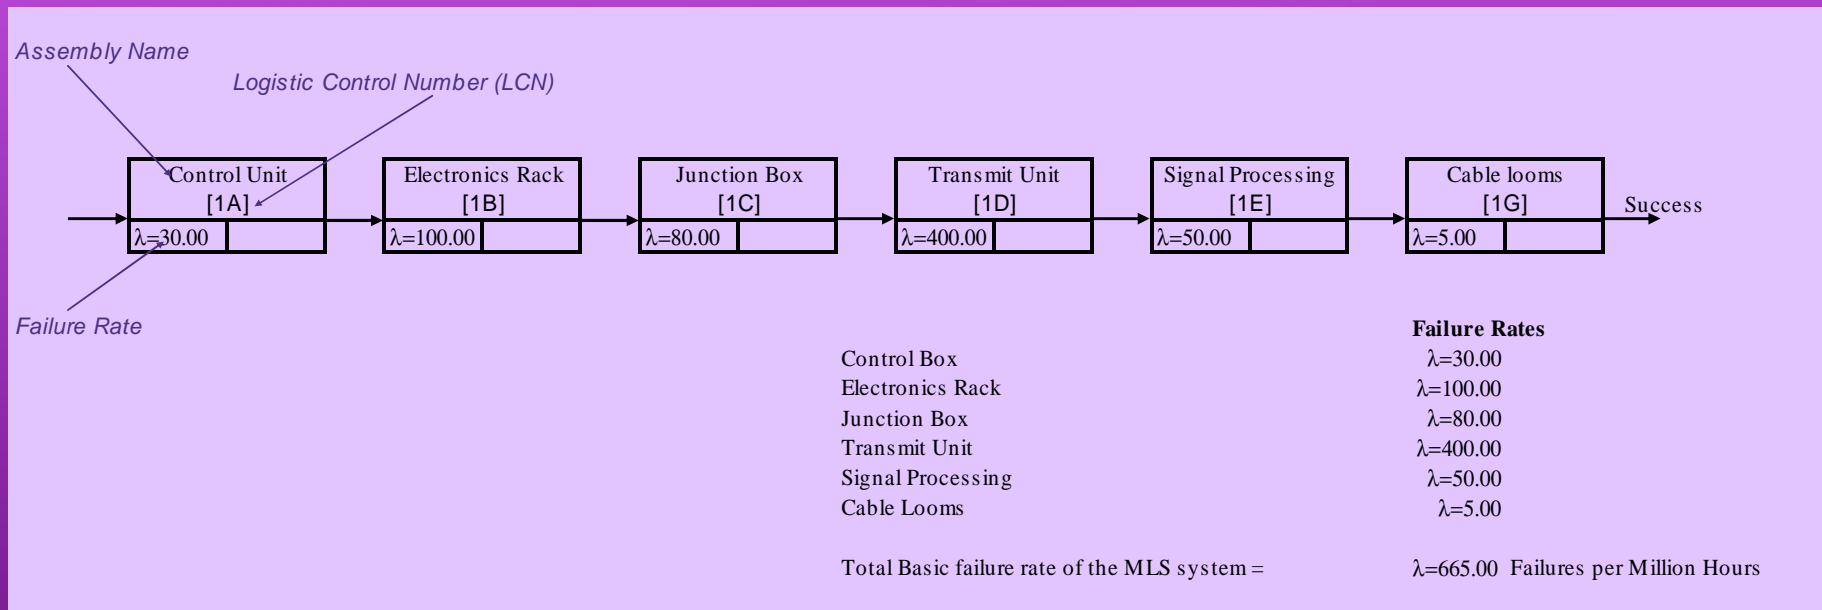 Assembly Name
Logistic Control Number (LCN)
Control Unit
[1A]
λ=30.00
Electronics Rack
[1B]
λ=100.00
Junction Box
[1C]
λ=80.00
Transmit Unit
[1D]
λ=400.00
Signal Processing
[1E]
λ=50.00
Cable looms
[1G]
λ=5.00
Success
Failure Rate
Failure Rates
Control Box λ=30.00
Electronics Rack λ=100.00
Junction Box λ=80.00
Transmit Unit λ=400.00
Signal Processing λ=50.00
Cable Looms λ=5.00
Total Basic failure rate of the MLS system = λ=665.00 Failures per Million Hours